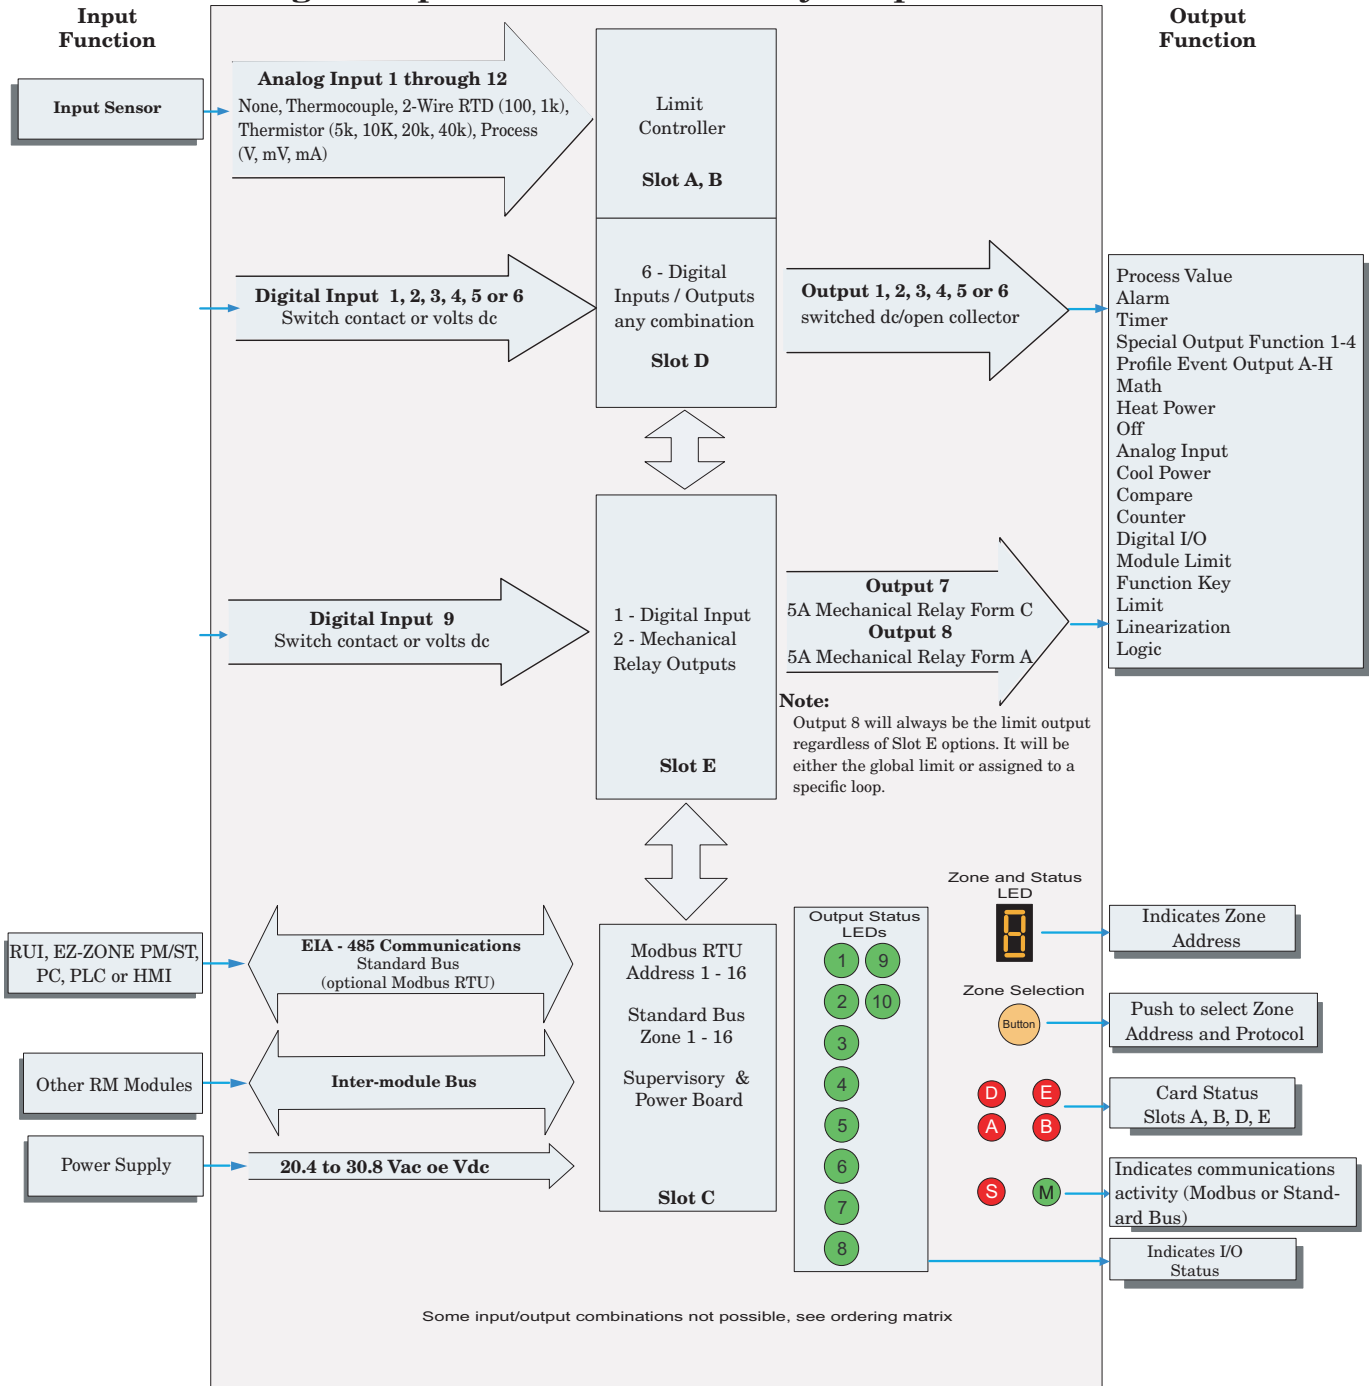 Input
Function
Output
Function
Input Sensor
Analog Input 1 through 12
None, Thermocouple, 2-Wire RTD (100, 1k),
Thermistor (5k, 10K, 20k, 40k), Process
(V, mV, mA)
Limit
Controller
Slot A, B
Digital Input 1, 2, 3, 4, 5 or 6
Switch contact or volts dc
6 - Digital
Inputs / Outputs
any combination
Slot D
Output 1, 2, 3, 4, 5 or 6
switched dc/open collector
Process Value
Alarm
Timer
Special Output Function 1-4
Profile Event Output A-H
Math
Heat Power
Off
Analog Input
Cool Power
Compare
Counter
Digital I/O
Module Limit
Function Key
Limit
Linearization
Logic
Digital Input 9
Switch contact or volts dc
1 - Digital Input
2 - Mechanical
Relay Outputs
Slot E
Output 7
5A Mechanical Relay Form C
Output 8
5A Mechanical Relay Form A
Note:
Output 8 will always be the limit output
regardless of Slot E options. It will be
either the global limit or assigned to a
specific loop.
RUI, EZ-ZONE PM/ST,
PC, PLC or HMI
EIA - 485 Communications
Standard Bus
(optional Modbus RTU)
Other RM Modules
Inter-module Bus
Power Supply
20.4 to 30.8 Vac oe Vdc
Modbus RTU
Address 1 - 16
Standard Bus
Zone 1 - 16
Supervisory &
Power Board
Slot C
Output Status
LEDs
1 9
2 10
3
4
5
6
7
8
Zone and Status
LED
Indicates Zone
Address
Zone Selection
Button
Push to select Zone
Address and Protocol
D E
A B
Card Status
Slots A, B, D, E
S M
Indicates communications
activity (Modbus or Stand-
ard Bus)
Indicates I/O
Status
Some input/output combinations not possible, see ordering matrix